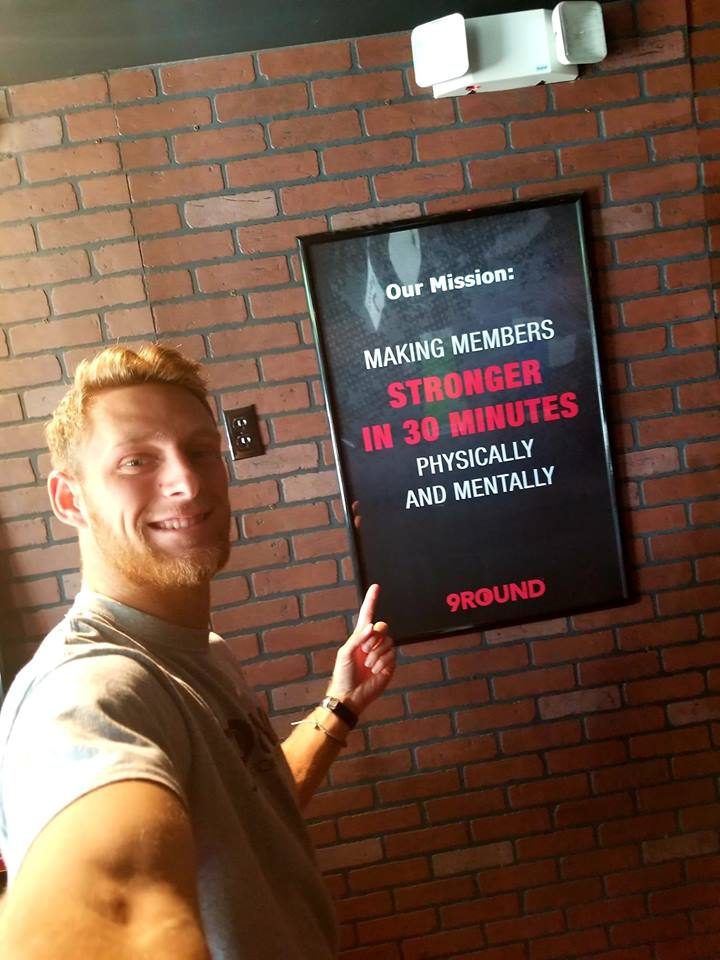 Our Mission:
MAKING MEMBERS
STRONGER
IN 30 MINUTES
PHYSICALLY
AND MENTALLY
9ROUND